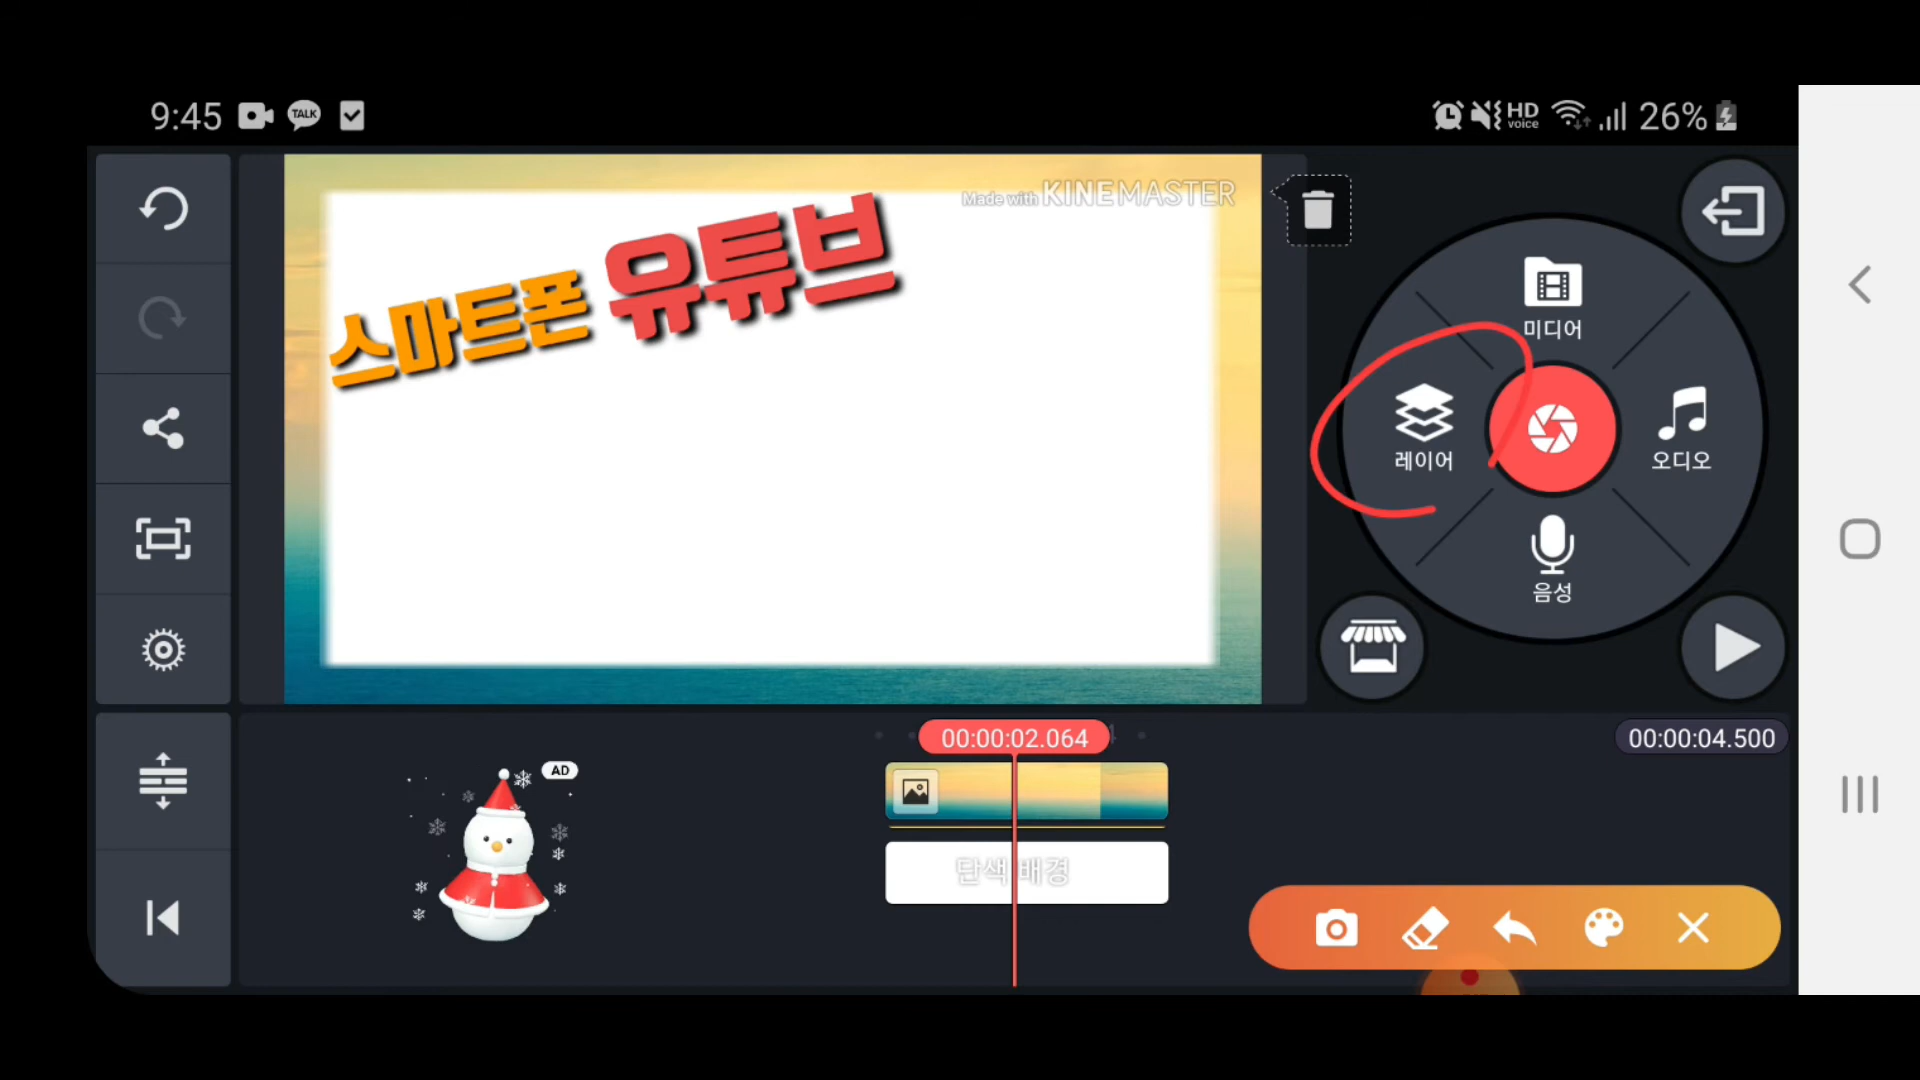 9:45
TALK
HD
voice
26%
Made with KINEMASTER
스마트폰 유튜브
미디어
레이어
오디오
음성
00:00:02.064
00:00:04.500
AD
단색 배경